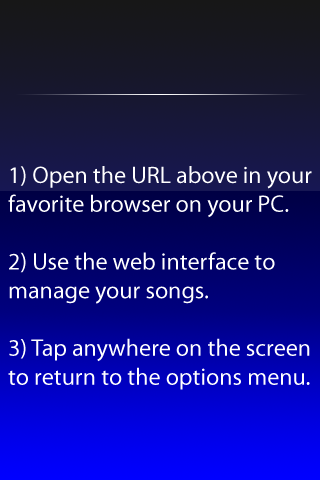 1) Open the URL above in your
favorite browser on your PC.
2) Use the web interface to
manage your songs.
3) Tap anywhere on the screen
to return to the options menu.